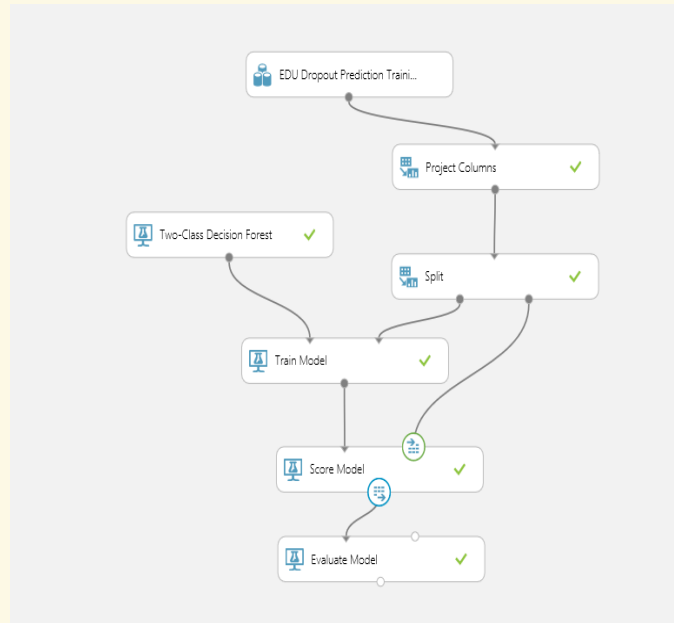 EDU Dropout Prediction Traini...
Project Columns
Two-Class Decision Forest
Split
Train Model
Score Model
Evaluate Model